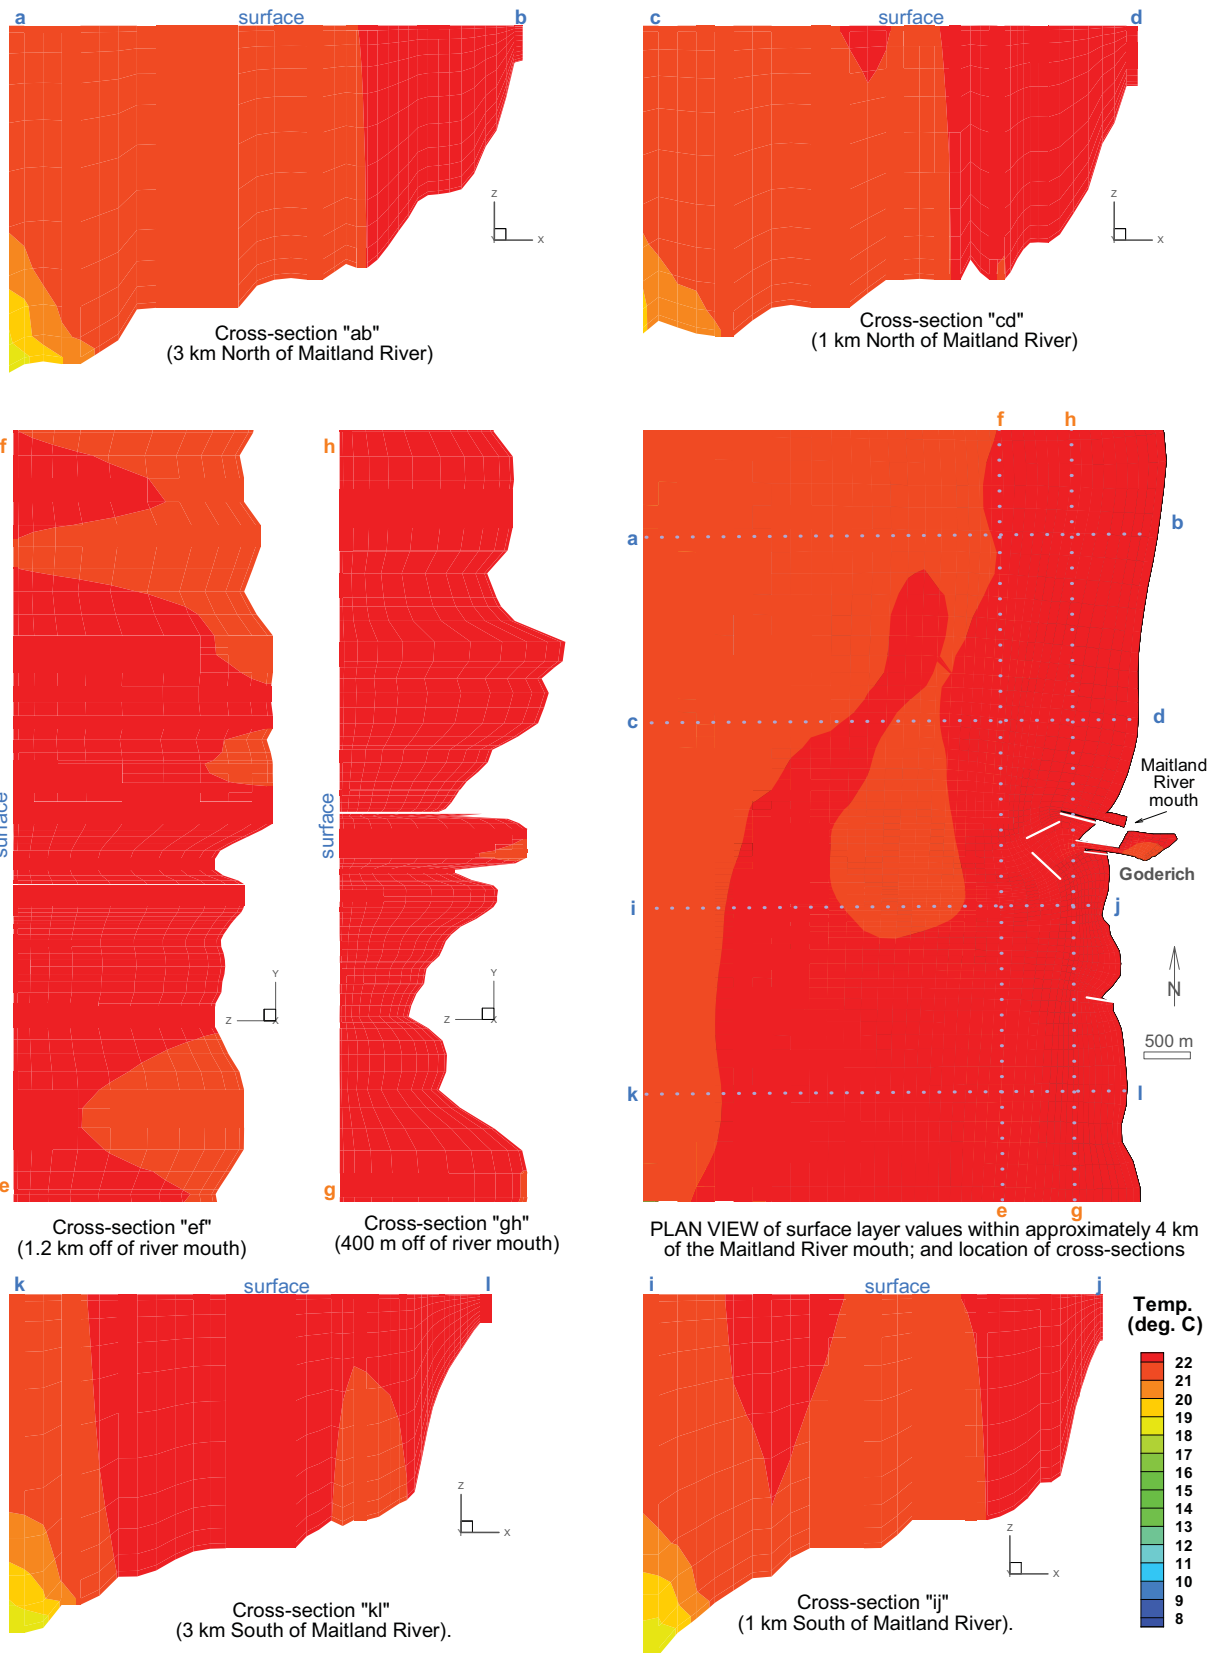 a
surface
b
c
surface
d
Z
X
Y
Z
X
Y
Cross-section "ab"
(3 km North of Maitland River)
Cross-section "cd"
(1 km North of Maitland River)
f
h
f
h
a
b
c
d
surface
surface
Maitland
River
mouth
Goderich
i
j
Y
Z
X
Y
Z
X
N
500 m
k
l
e
g
e
g
Cross-section "ef"
(1.2 km off of river mouth)
Cross-section "gh"
(400 m off of river mouth)
PLAN VIEW of surface layer values within approximately 4 km
of the Maitland River mouth; and location of cross-sections
k
surface
l
i
surface
j
Temp.
(deg. C)
22
21
20
19
18
17
16
15
14
13
12
11
10
9
8
Z
X
Y
Z
X
Y
Cross-section "kl"
(3 km South of Maitland River).
Cross-section "ij"
(1 km South of Maitland River).